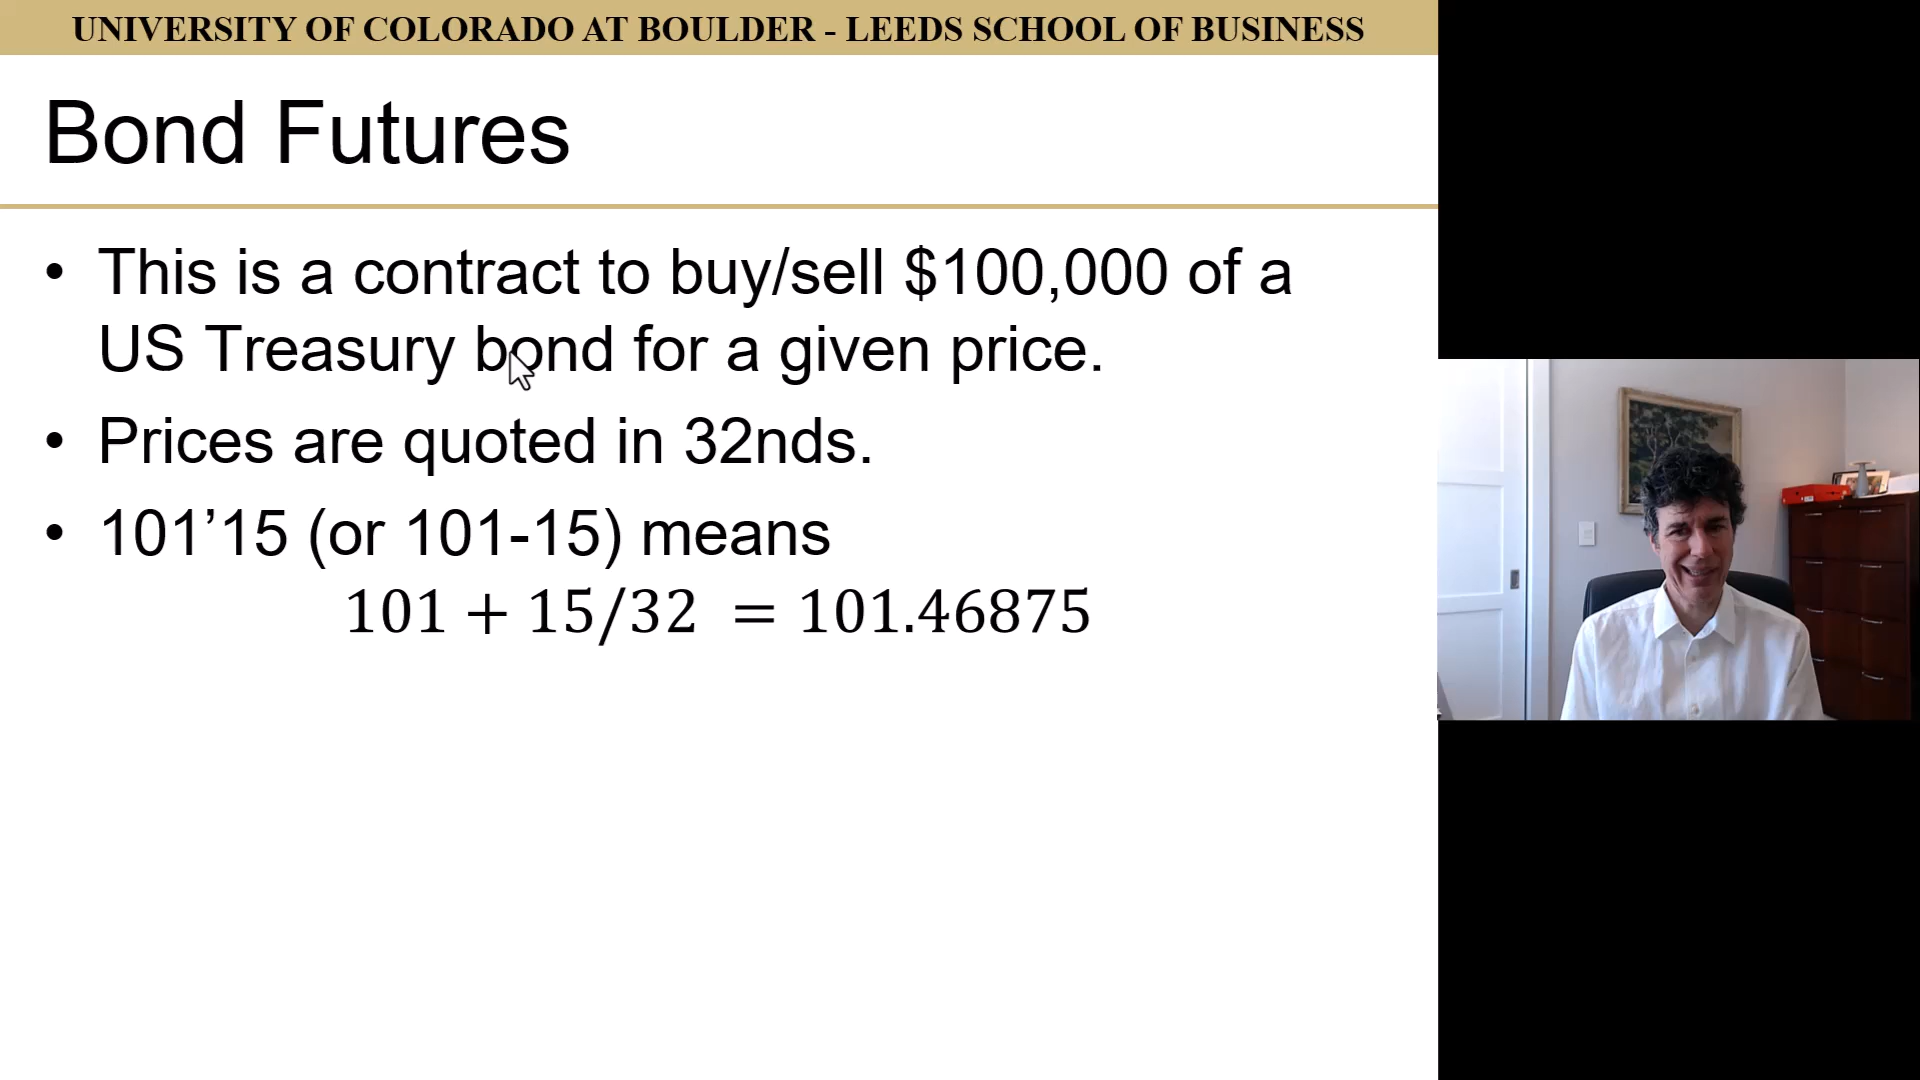 UNIVERSITY OF COLORADO AT BOULDER - LEEDS SCHOOL OF BUSINESS
Bond Futures
• This is a contract to buy/sell $100,000 of a
US Treasury bond for a given price.
• Prices are quoted in 32nds.
• 101’15 (or 101-15) means
101 + 15/32 = 101.46875